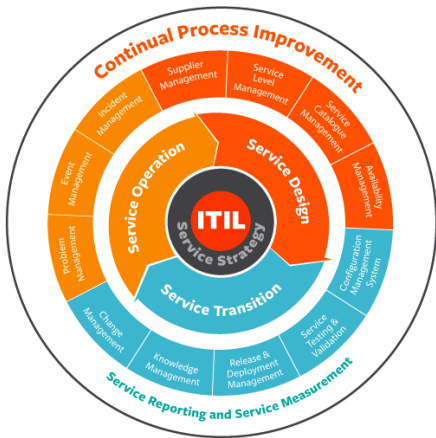 Continual Process Improvement
Supplier
Management
Service
Level
Management
Service
Catalogue
Management
Availability
Management
Configuration
Management
System
Service
Testing &
Validation
Release &
Deployment
Management
Knowledge
Management
Change
Management
Problem
Management
Event
Management
Incident
Management
Service Design
Service Transition
Service Operation
ITIL
Service Strategy
Service Reporting and Service Measurement